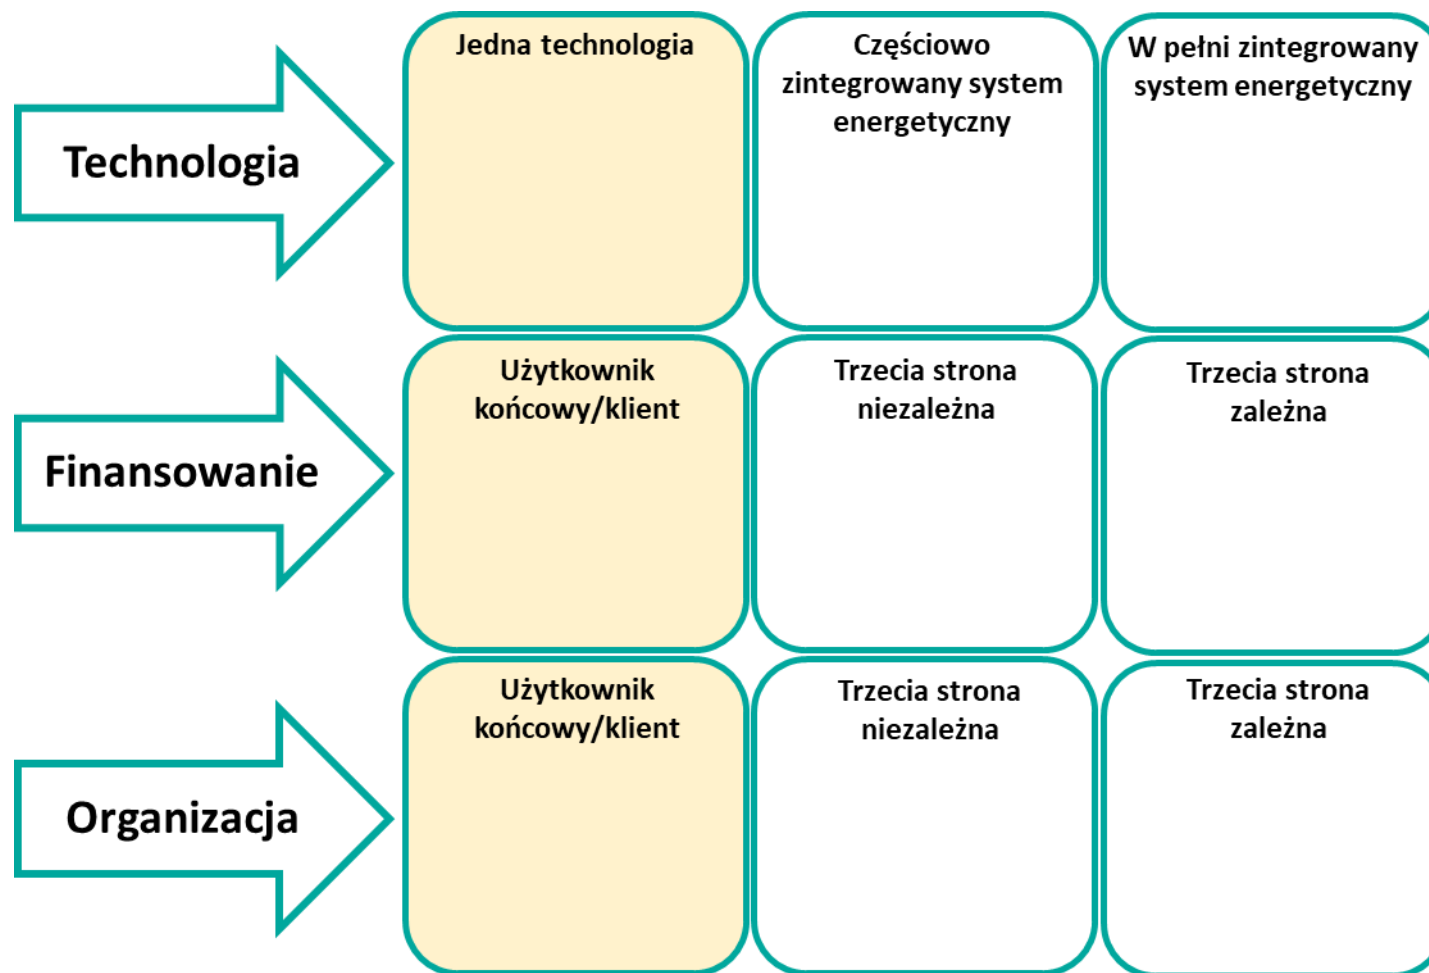 Technologia
Jedna technologia
Częściowo
zintegrowany system
energetyczny
W pełni zintegrowany
system energetyczny
Finansowanie
Użytkownik
końcowy/klient
Trzecia strona
niezależna
Trzecia strona
zależna
Organizacja
Użytkownik
końcowy/klient
Trzecia strona
niezależna
Trzecia strona
zależna